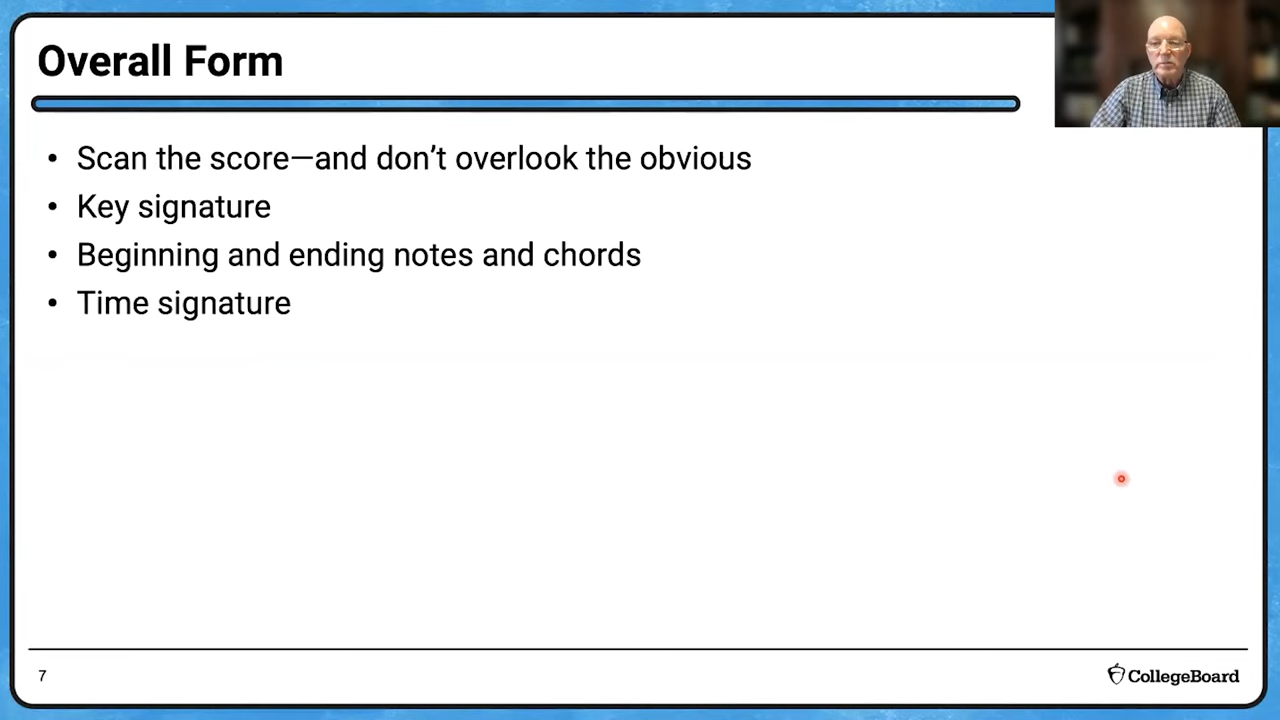 Overall Form
• Scan the score—and don’t overlook the obvious
• Key signature
• Beginning and ending notes and chords
• Time signature
7
CollegeBoard